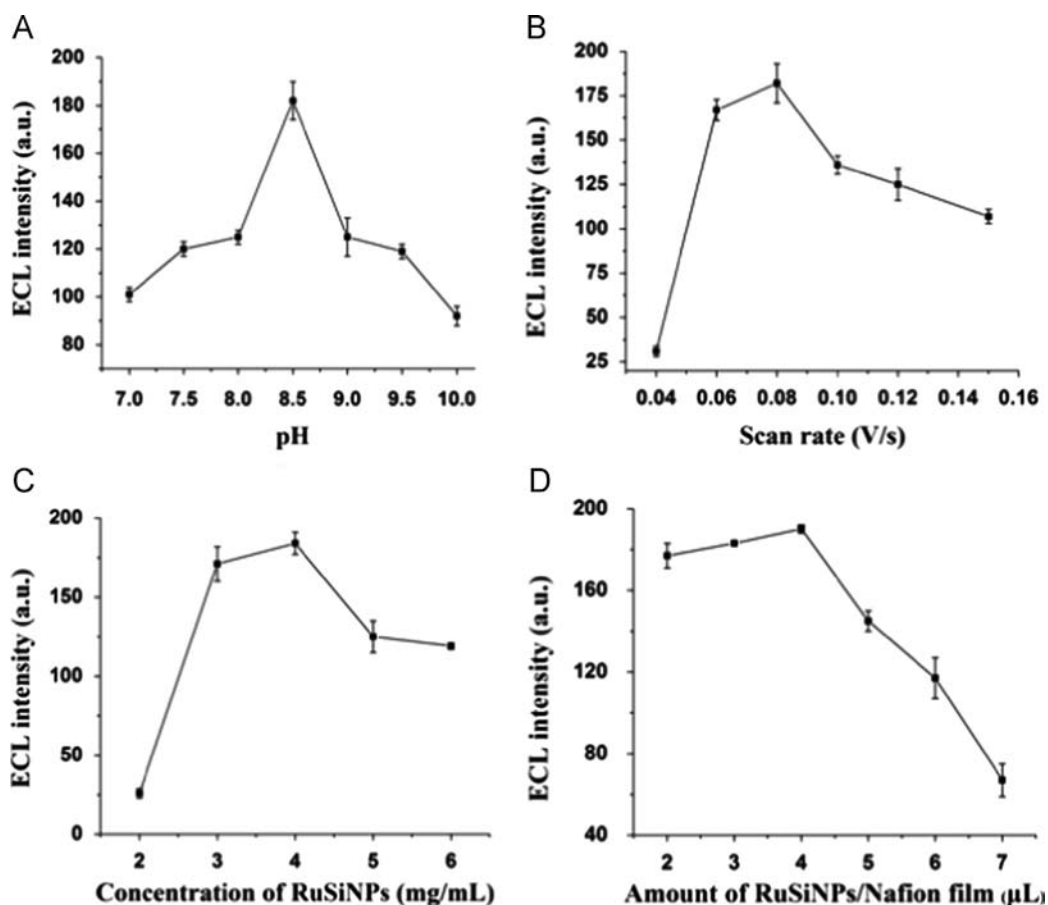 A
200
180
160
140
120
100
80
ECL intensity (a.u.)
7.0 7.5 8.0 8.5 9.0 9.5 10.0
pH
B
200
175
150
125
100
75
50
25
ECL intensity (a.u.)
0.04 0.06 0.08 0.10 0.12 0.14 0.16
Scan rate (V/s)
C
200
150
100
50
0
ECL intensity (a.u.)
2 3 4 5 6
Concentration of RuSiNPs (mg/mL)
D
200
160
120
80
40
ECL intensity (a.u.)
2 3 4 5 6 7
Amount of RuSiNPs/Nafion film (μL)